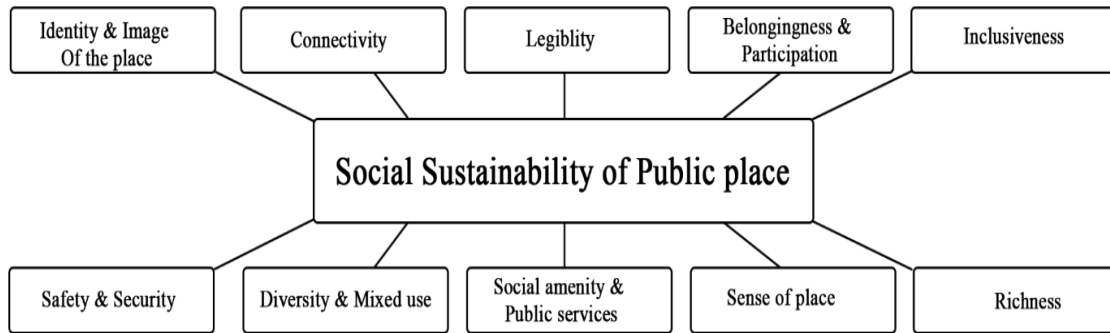 Identity & Image
Of the place
Connectivity
Legiblity
Belongingness &
Participation
Inclusiveness
Social Sustainability of Public place
Safety & Security
Diversity & Mixed use
Social amenity &
Public services
Sense of place
Richness